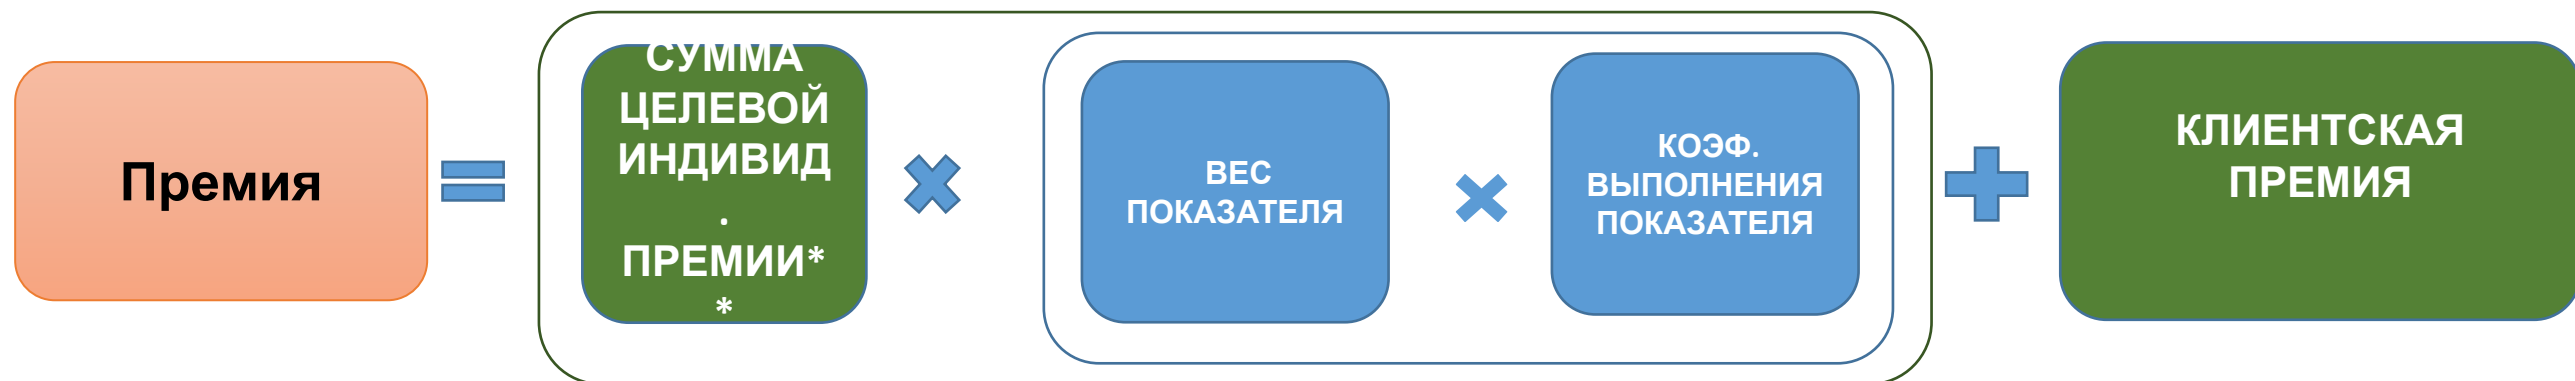 Премия
СУММА
ЦЕЛЕВОЙ
ИНДИВИД
.
ПРЕМИИ*
*
ВЕС
ПОКАЗАТЕЛЯ
КОЭФ.
ВЫПОЛНЕНИЯ
ПОКАЗАТЕЛЯ
КЛИЕНТСКАЯ
ПРЕМИЯ